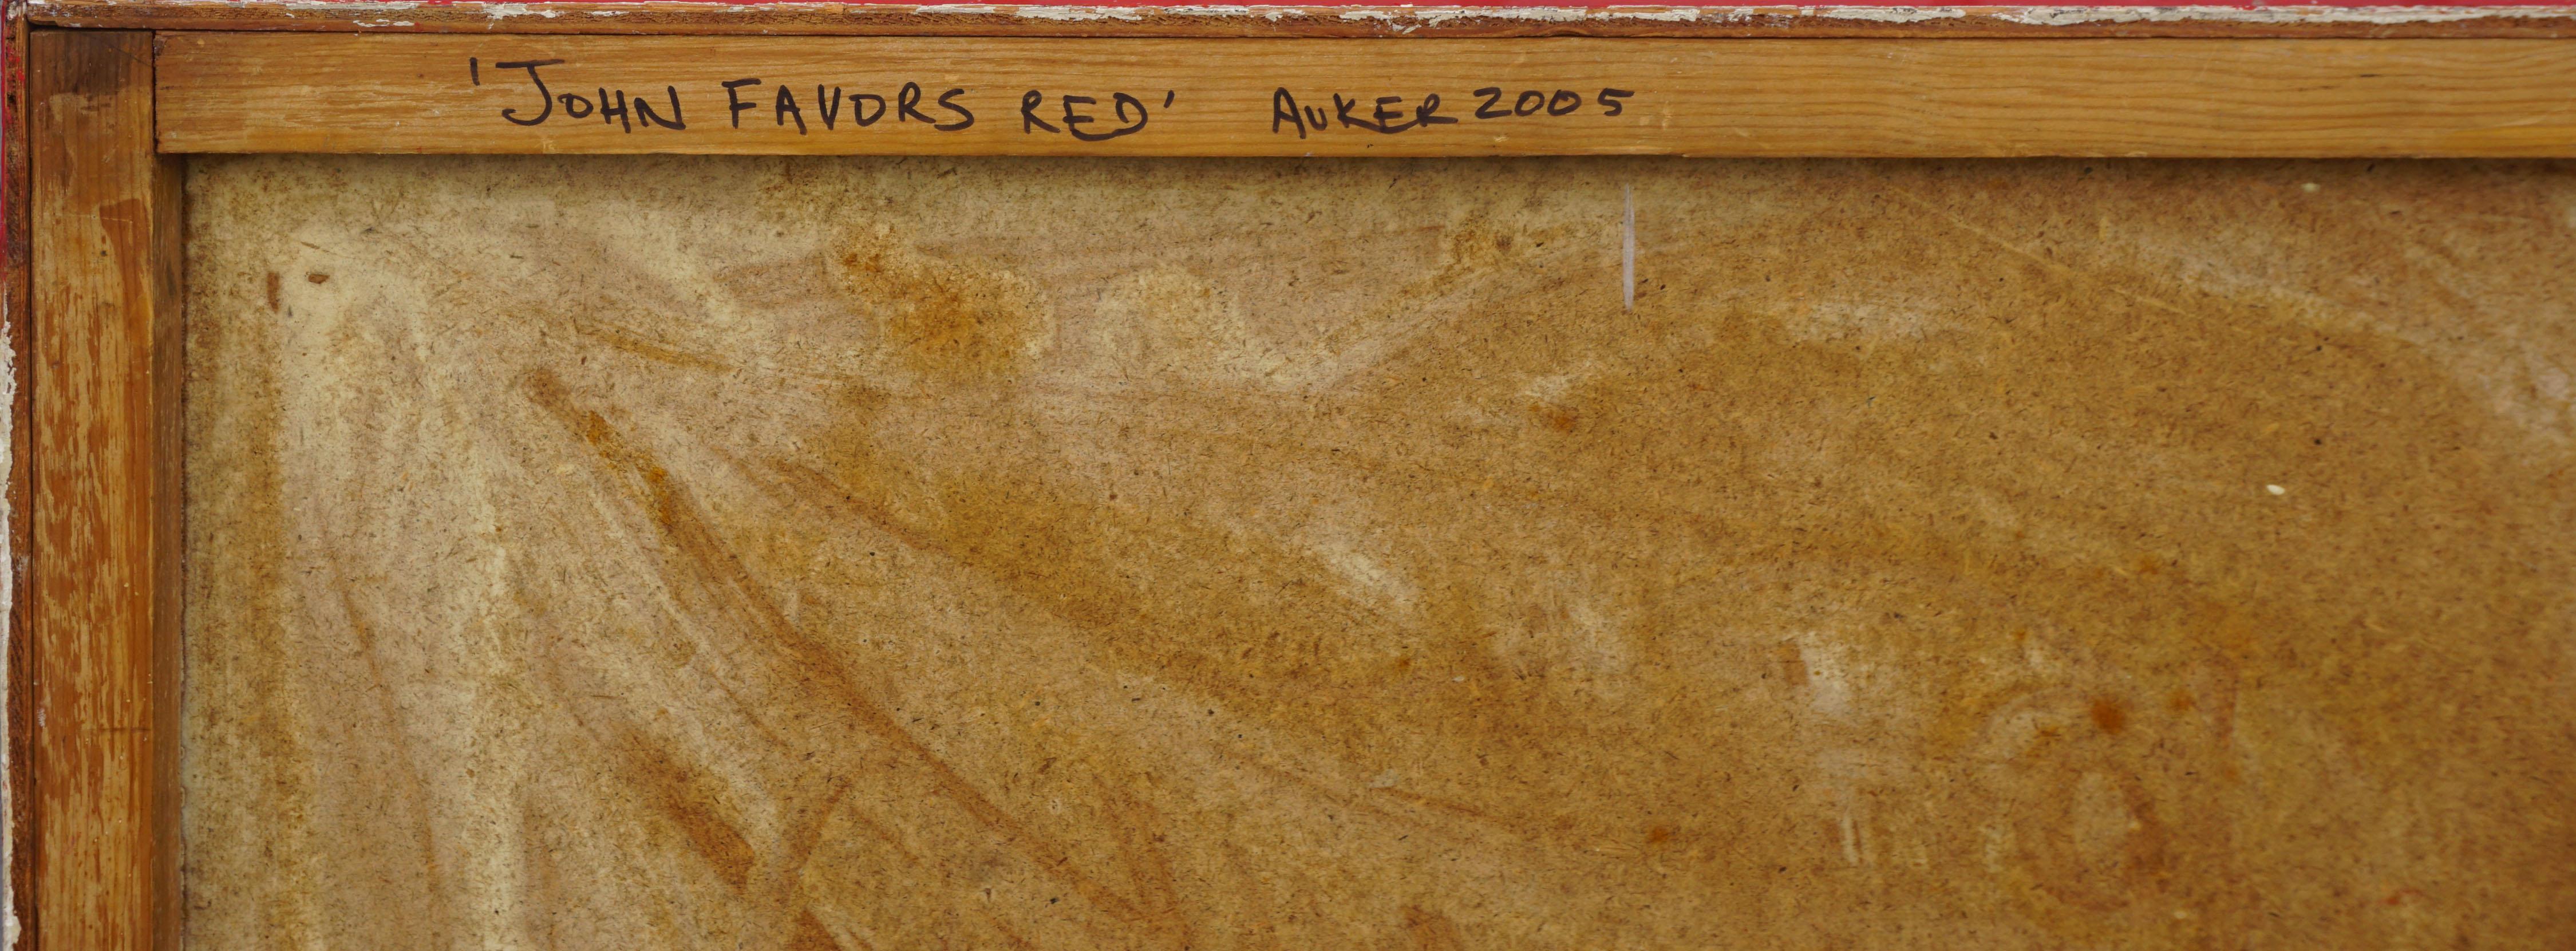 'JOHN FAVORS RED' AUKER 2005